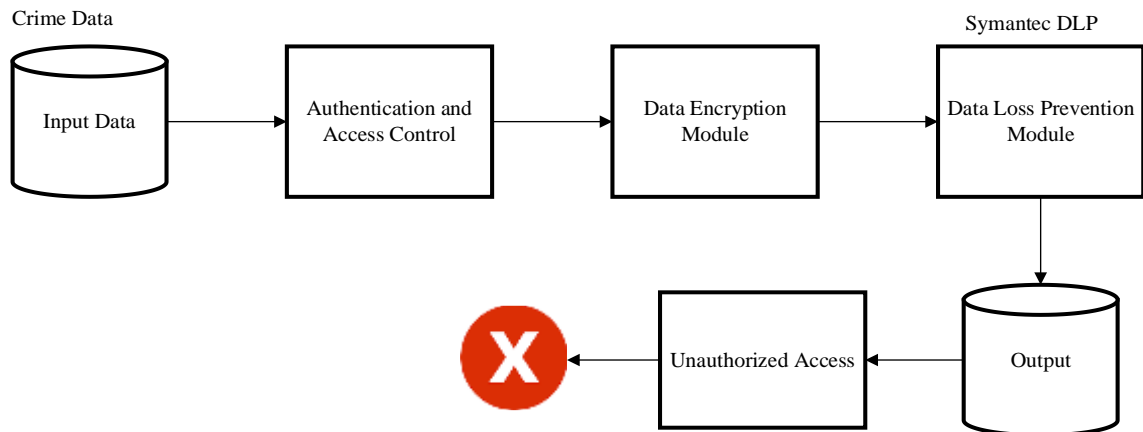 Crime Data
Symantec DLP
Input Data
Authentication and
Access Control
Data Encryption
Module
Data Loss Prevention
Module
X
Unauthorized Access
Output